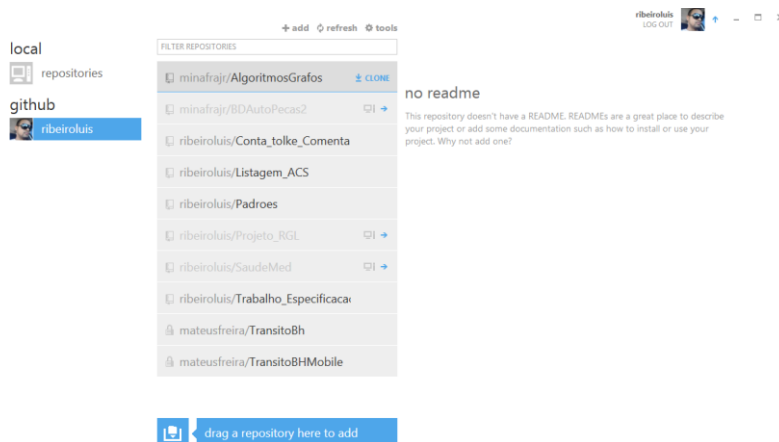 ribeiroluis
LOG OUT
+ add refresh tools
local
FILTER REPOSITORIES
repositories
minafrajr/AlgoritmosGrafos CLONE
no readme
github
minafrajr/BDAutoPecas2
This repository doesn't have a README. READMEs are a great place to describe
your project or add some documentation such as how to install or use your
project. Why not add one?
ribeiroluis
ribeiroluis/Conta_tolke_Comenta
ribeiroluis/Listagem_ACS
ribeiroluis/Padroes
ribeiroluis/Projeto_RGL
ribeiroluis/SaudeMed
ribeiroluis/Trabalho_Especificaca
mateusfreira/TransitoBh
mateusfreira/TransitoBHMobile
drag a repository here to add